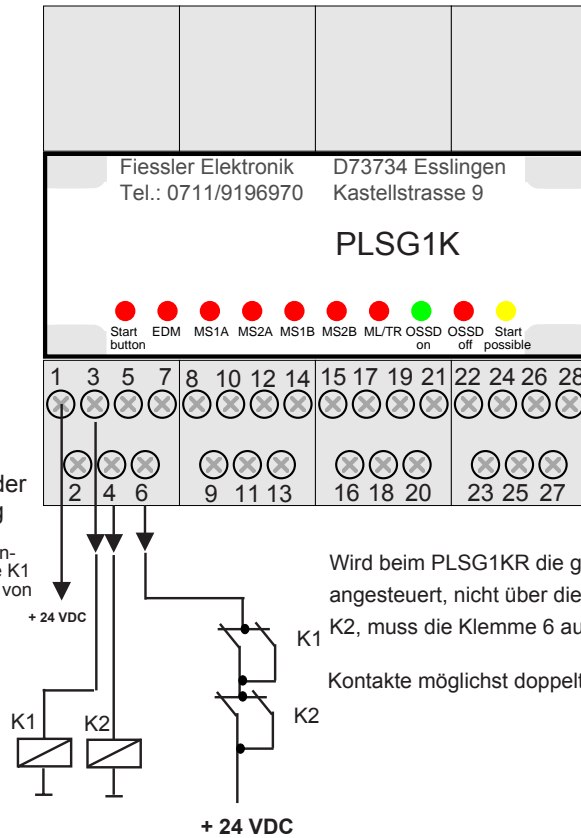 Fiessler Elektronik D73734 Esslingen
Tel.: 0711/9196970 Kastellstrasse 9
PLSG1K
Start button EDM MS1A MS2A MS1B MS2B ML/TR OSSD on OSSD off Start possible
1 3 5 7 8 10 12 14 15 17 19 21 22 24 26 28
2 4 6 9 11 13 16 18 20 23 25 27
der
g
n-
K1
von
+ 24 VDC
Wird beim PLSG1KR die g
angesteuert, nicht über die
K2, muss die Klemme 6 au
Kontakte möglichst doppelt
K1
K2
K1 K2
+ 24 VDC